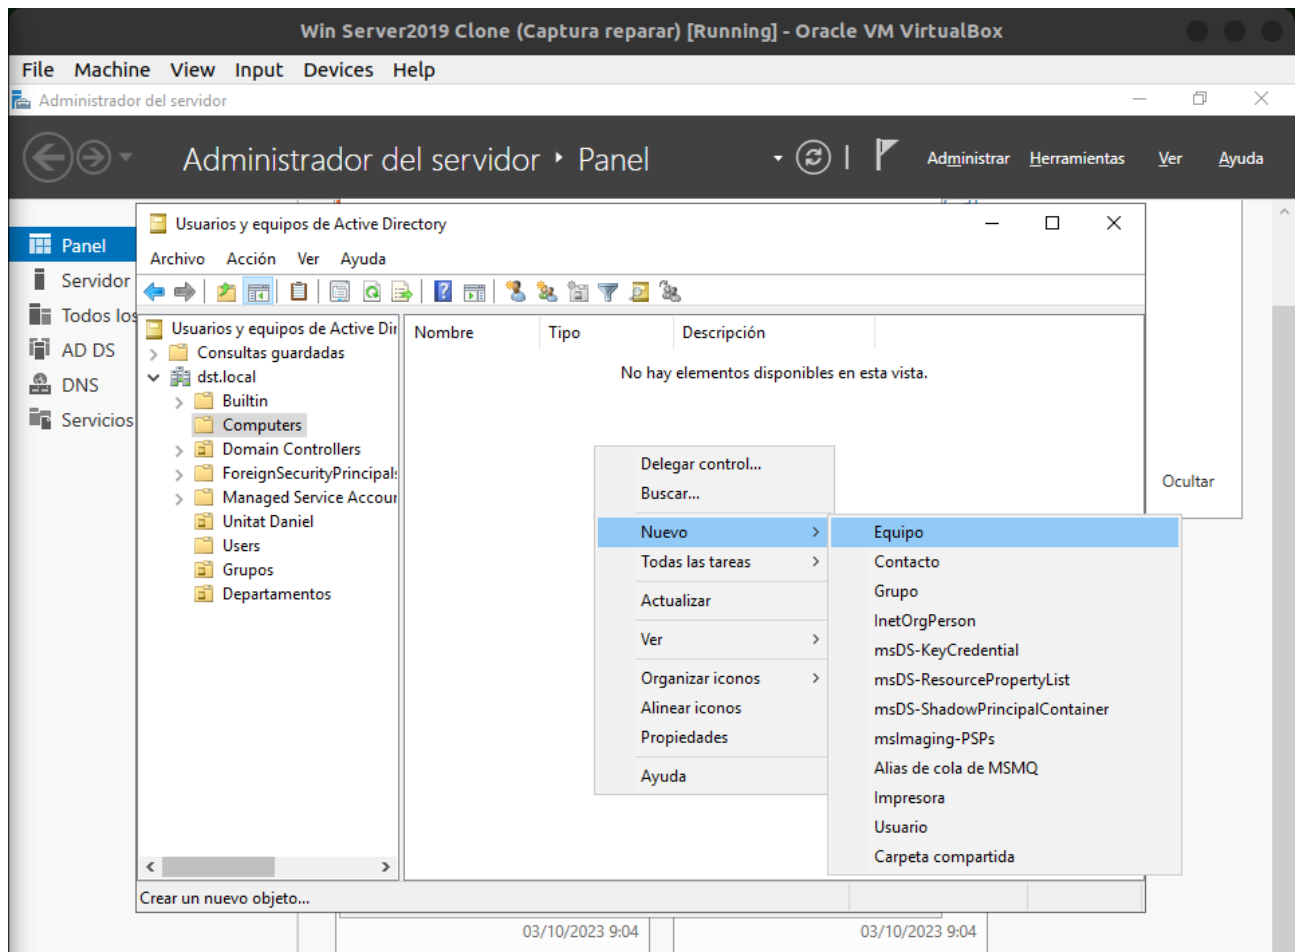 Win Server2019 Clone (Captura reparar) [Running] - Oracle VM VirtualBox
File Machine View Input Devices Help
Administrador del servidor
Administrador del servidor Panel
Administrar Herramientas Ver Ayuda
Panel
Servidor
Todos los
AD DS
DNS
Servicios
Usuarios y equipos de Active Directory
Archivo Acción Ver Ayuda
Usuarios y equipos de Active Dir
Consultas guardadas
dst.local
Builtin
Computers
Domain Controllers
ForeignSecurityPrincipals
Managed Service Accour
Unitat Daniel
Users
Grupos
Departamentos
Nombre Tipo Descripción
No hay elementos disponibles en esta vista.
Delegar control...
Buscar...
Nuevo
Todas las tareas
Actualizar
Ver
Organizar iconos
Alinear iconos
Propiedades
Ayuda
Equipo
Contacto
Grupo
InetOrgPerson
msDS-KeyCredential
msDS-ResourcePropertyList
msDS-ShadowPrincipalContainer
msImaging-PSPs
Alias de cola de MSMQ
Impresora
Usuario
Carpeta compartida
Ocultar
Crear un nuevo objeto...
03/10/2023 9:04
03/10/2023 9:04